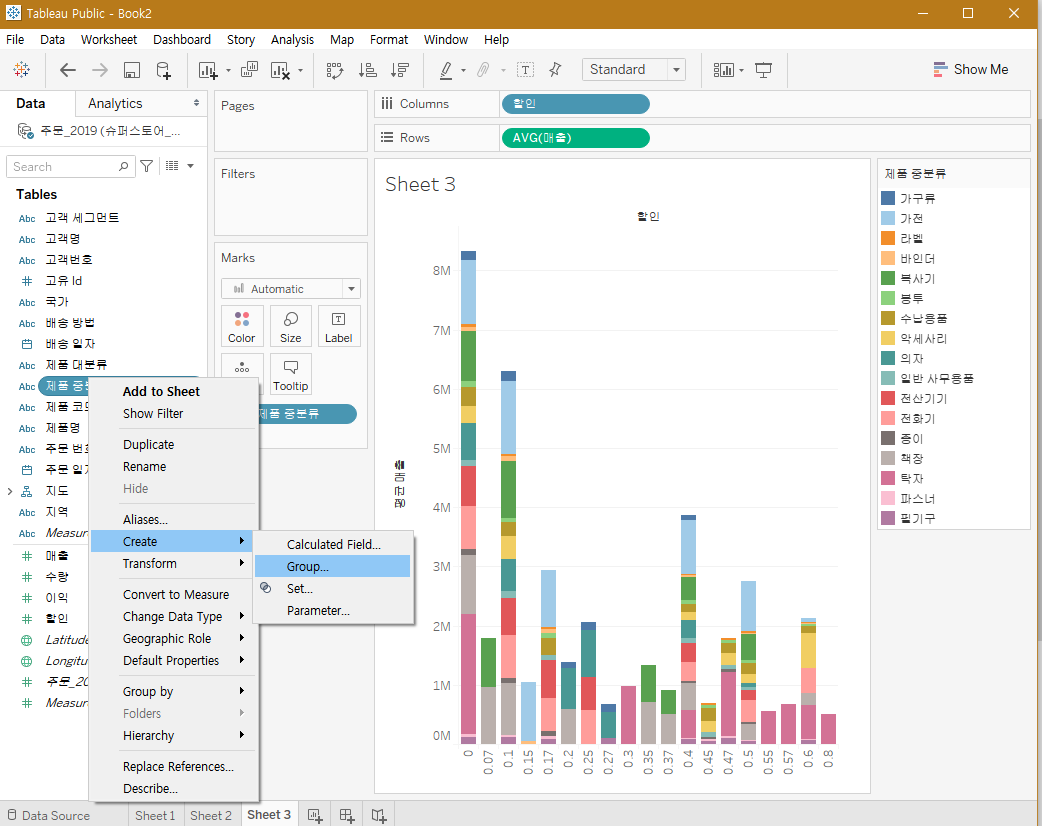 Tableau Public - Book2
File Data Worksheet Dashboard Story Analysis Map Format Window Help
Standard
Show Me
Data Analytics
주문_2019 (슈퍼스토어_...
Search
Tables
Abc 고객 세그먼트
Abc 고객명
Abc 고객번호
고유 Id
Abc 국가
Abc 배송 방법
배송 일자
Abc 제품 대분류
Abc 제품
Abc 제품 코
Abc 제품명
Abc 주문 번
주문 일
지도
Abc 지역
Abc
매출
수량
이익
할인
Add to Sheet
Show Filter
Duplicate
Rename
Hide
Aliases...
Create
Transform
Convert to Measure
Change Data Type
Geographic Role
Default Properties
Group by
Folders
Hierarchy
Replace References...
Describe...
Calculated Field...
Group...
Set...
Parameter...
Pages
Filters
Marks
Automatic
Color Size Label
Tooltip
제품 중분류
Columns 할인
Rows AVG(매출)
Sheet 3
할인
평균 매출
8M
7M
6M
5M
4M
3M
2M
1M
0M
0 0.07 0.1 0.15 0.17 0.2 0.25 0.27 0.3 0.35 0.37 0.4 0.45 0.47 0.5 0.55 0.57 0.6 0.8
제품 중분류
가구류
가전
라벨
바인더
복사기
봉투
수납용품
악세사리
의자
일반 사무용품
전산기기
전화기
종이
책장
탁자
파스너
필기구
Data Source Sheet 1 Sheet 2 Sheet 3